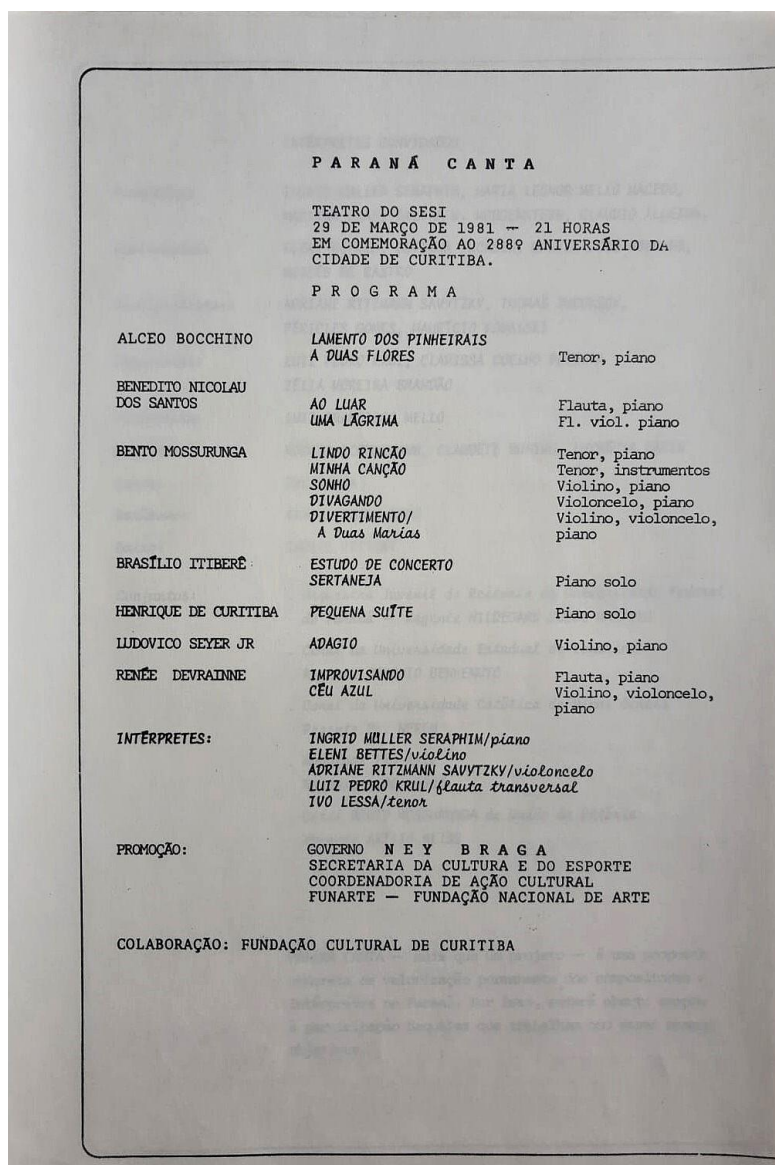 PARANÁ CANTA
TEATRO DO SESI
29 DE MARÇO DE 1981 — 21 HORAS
EM COMEMORAÇÃO AO 288º ANIVERSÁRIO DA
CIDADE DE CURITIBA.
PROGRAMA
ALCEO BOCCHINO LAMENTO DOS PINHEIRAIS
A DUAS FLORES Tenor, piano
BENEDITO NICOLAU
DOS SANTOS AO LUAR Flauta, piano
UMA LÁGRIMA Fl. viol. piano
BENTO MOSSURUNGA LINDO RINCÃO Tenor, piano
MINHA CANÇÃO Tenor, instrumentos
SONHO Violino, piano
DIVAGANDO Violoncelo, piano
DIVERTIMENTO/ Violino, violoncelo,
A Duas Marias piano
BRASÍLIO ITIBERÊ ESTUDO DE CONCERTO
SERTANEJA Piano solo
HENRIQUE DE CURITIBA PEQUENA SUÍTE Piano solo
LUDOVICO SEYER JR ADAGIO Violino, piano
RENÉE DEVRAINNE IMPROVISANDO Flauta, piano
CÉU AZUL Violino, violoncelo,
piano
INTÉRPRETES: INGRID MULLER SERAPHIM/piano
ELENI BETTES/violino
ADRIANE RITZMANN SAVYTZKY/violoncelo
LUIZ PEDRO KRUL/flauta transversal
IVO LESSA/tenor
PROMOÇÃO: GOVERNO NEY BRAGA
SECRETARIA DA CULTURA E DO ESPORTE
COORDENADORIA DE AÇÃO CULTURAL
FUNARTE — FUNDAÇÃO NACIONAL DE ARTE
COLABORAÇÃO: FUNDAÇÃO CULTURAL DE CURITIBA